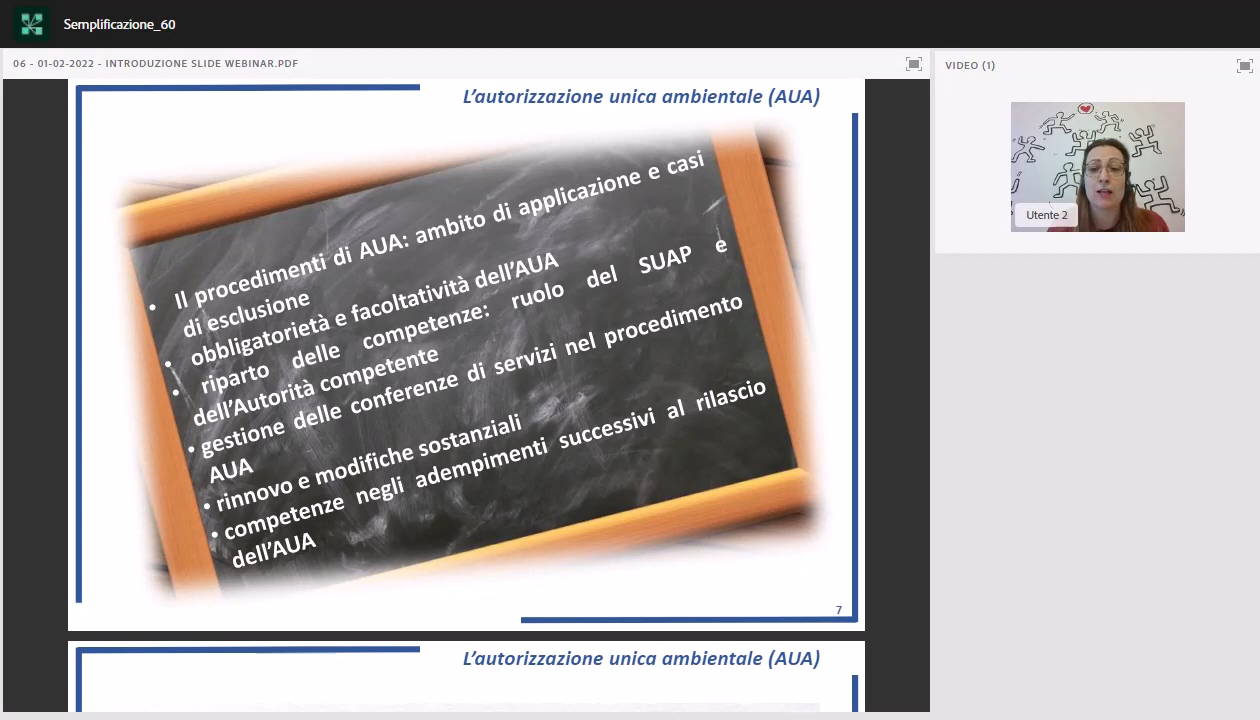 Semplificazione_60
06 - 01-02-2022 - INTRODUZIONE SLIDE WEBINAR.PDF
VIDEO (1)
L'autorizzazione unica ambientale (AUA)
• Il procedimenti di AUA: ambito di applicazione e casi
di esclusione
• obbligatorietà e facoltatività dell'AUA
• riparto delle competenze: ruolo del SUAP e
dell'Autorità competente
• gestione delle conferenze di servizi nel procedimento
AUA
• rinnovo e modifiche sostanziali
• competenze negli adempimenti successivi al rilascio
dell'AUA
7
Utente 2
L'autorizzazione unica ambientale (AUA)